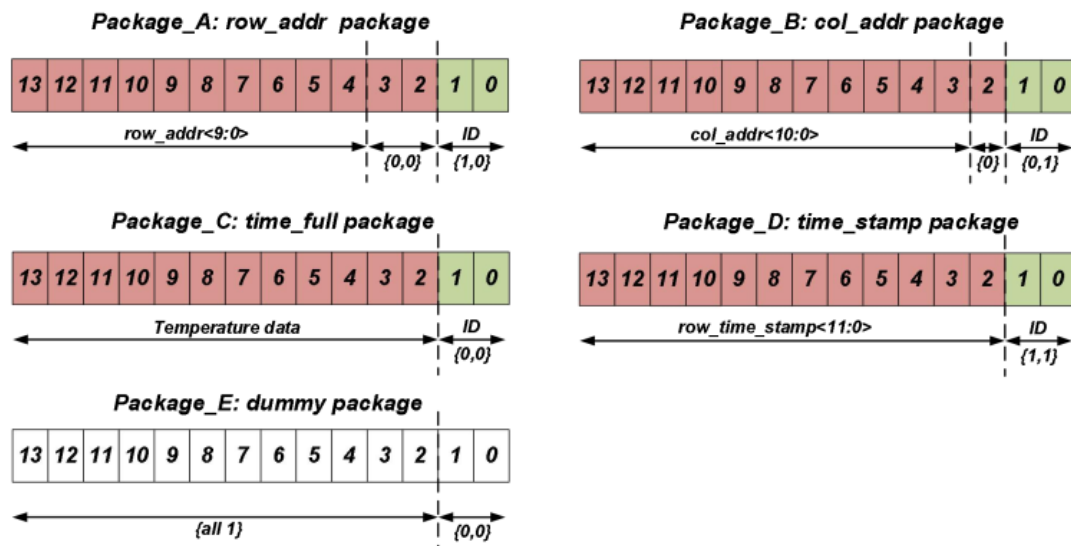 Package_A: row_addr package
13 12 11 10 9 8 7 6 5 4 3 2 1 0
row_addr<9:0>
{0,0}
ID
{1,0}
Package_B: col_addr package
13 12 11 10 9 8 7 6 5 4 3 2 1 0
col_addr<10:0>
{0}
ID
{0,1}
Package_C: time_full package
13 12 11 10 9 8 7 6 5 4 3 2 1 0
Temperature data
ID
{0,0}
Package_D: time_stamp package
13 12 11 10 9 8 7 6 5 4 3 2 1 0
row_time_stamp<11:0>
ID
{1,1}
Package_E: dummy package
13 12 11 10 9 8 7 6 5 4 3 2 1 0
{all 1}
{0,0}